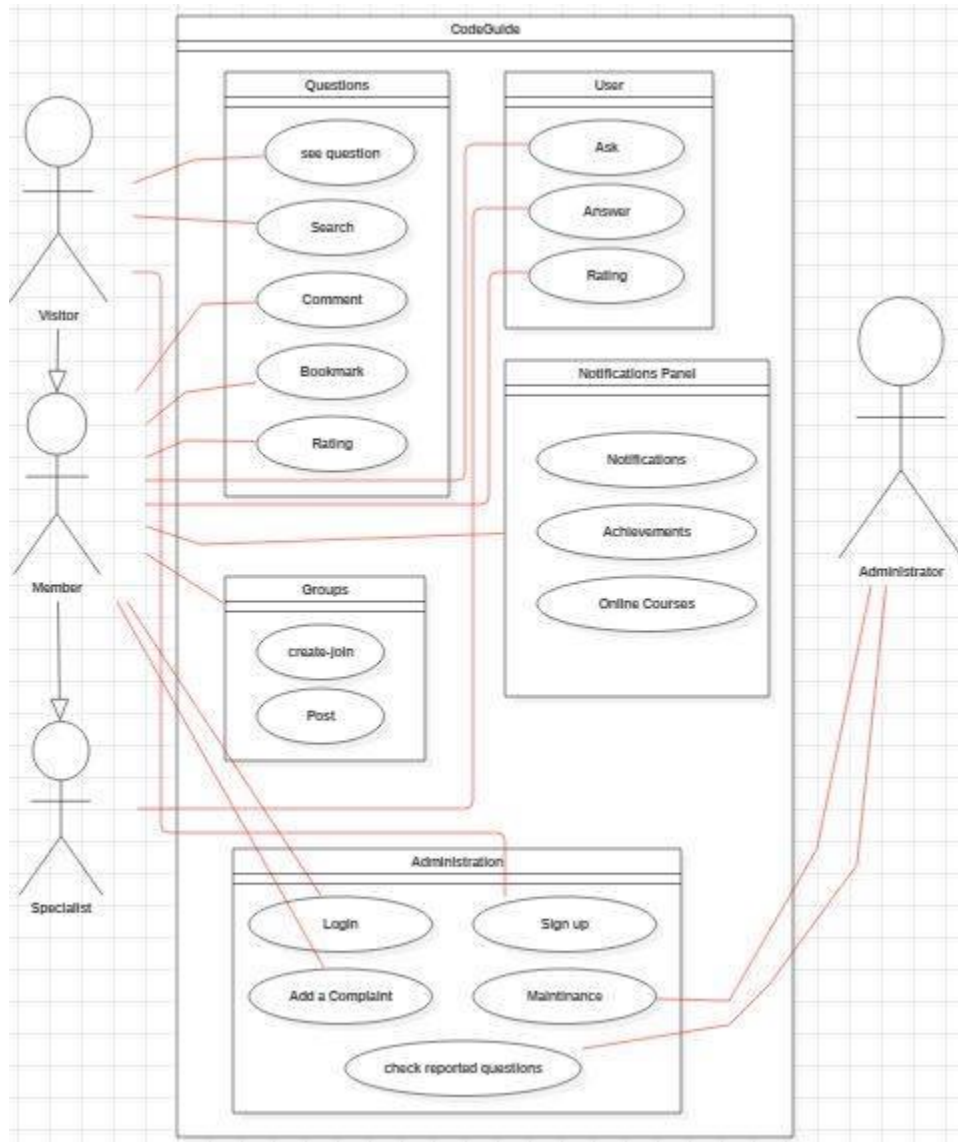 CodeGuide
Questions
see question
Search
Comment
Bookmark
Rating
User
Ask
Answer
Rating
Notifications Panel
Notifications
Achievements
Online Courses
Groups
create-join
Post
Administration
Login
Sign up
Add a Complaint
Maintinance
check reported questions
Visitor
Member
Specialist
Administrator